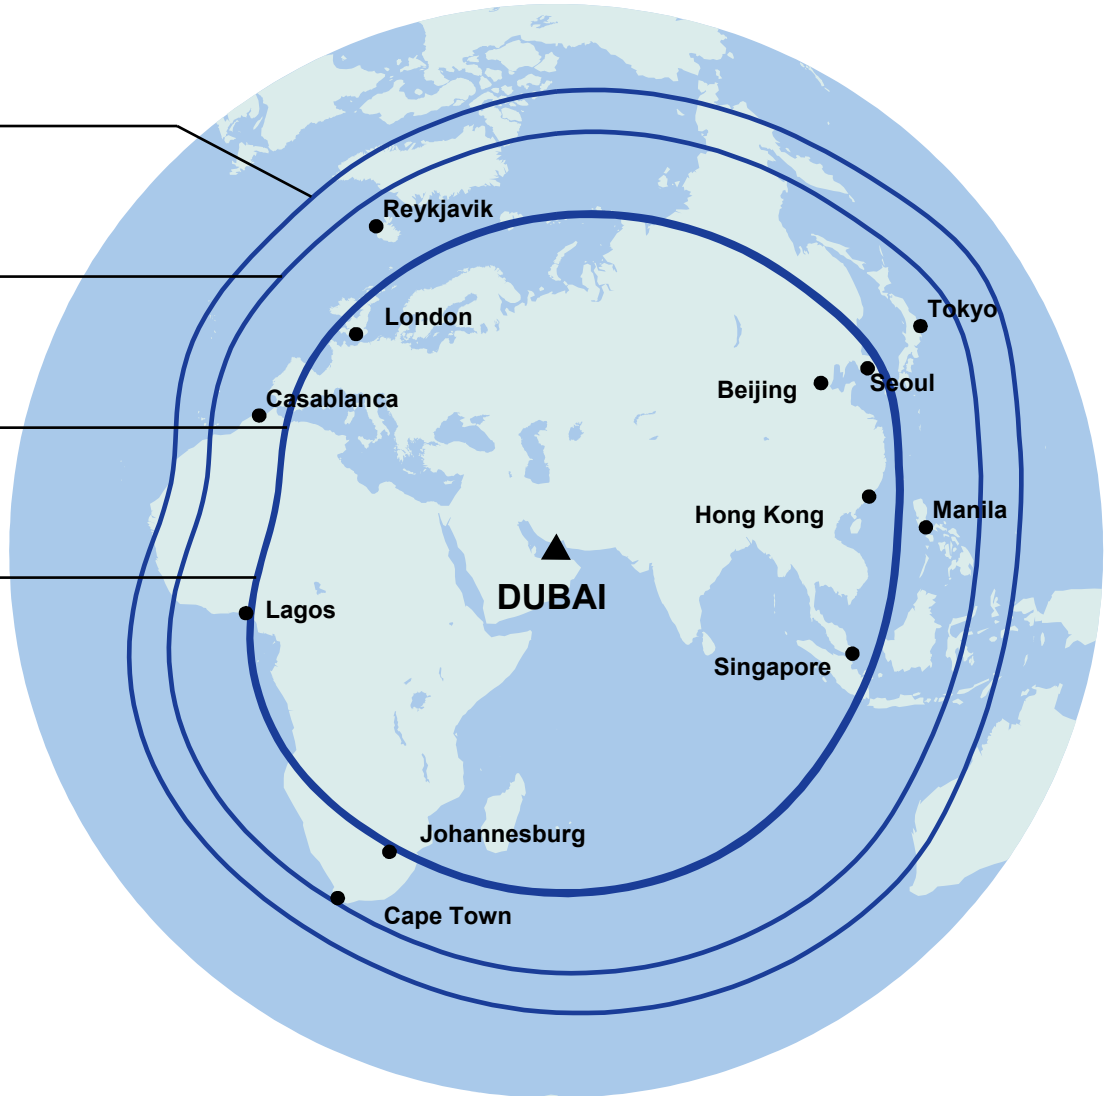 Reykjavik
Tokyo
London
Seoul
Beijing
Casablanca
Manila
Hong Kong
DUBAI
Lagos
Singapore
Johannesburg
Cape Town